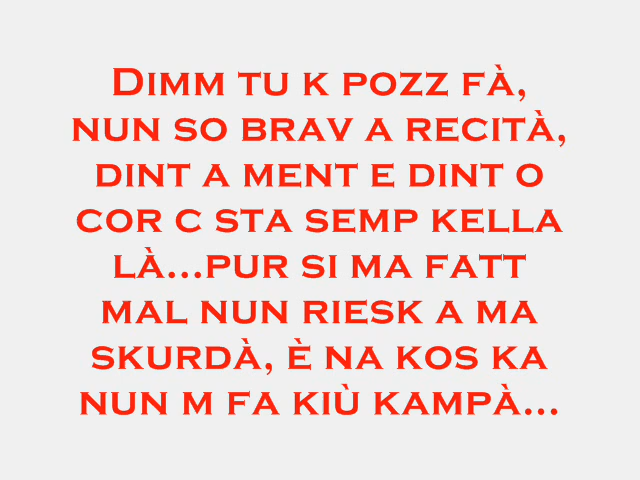 Dimm tu k pozz fà,
nun so brav a recità,
dint a ment e dint o
cor c sta semp kella
là...pur si ma fatt
mal nun riesk a ma
skurdà, è na kos ka
nun m fa kiù kampà...